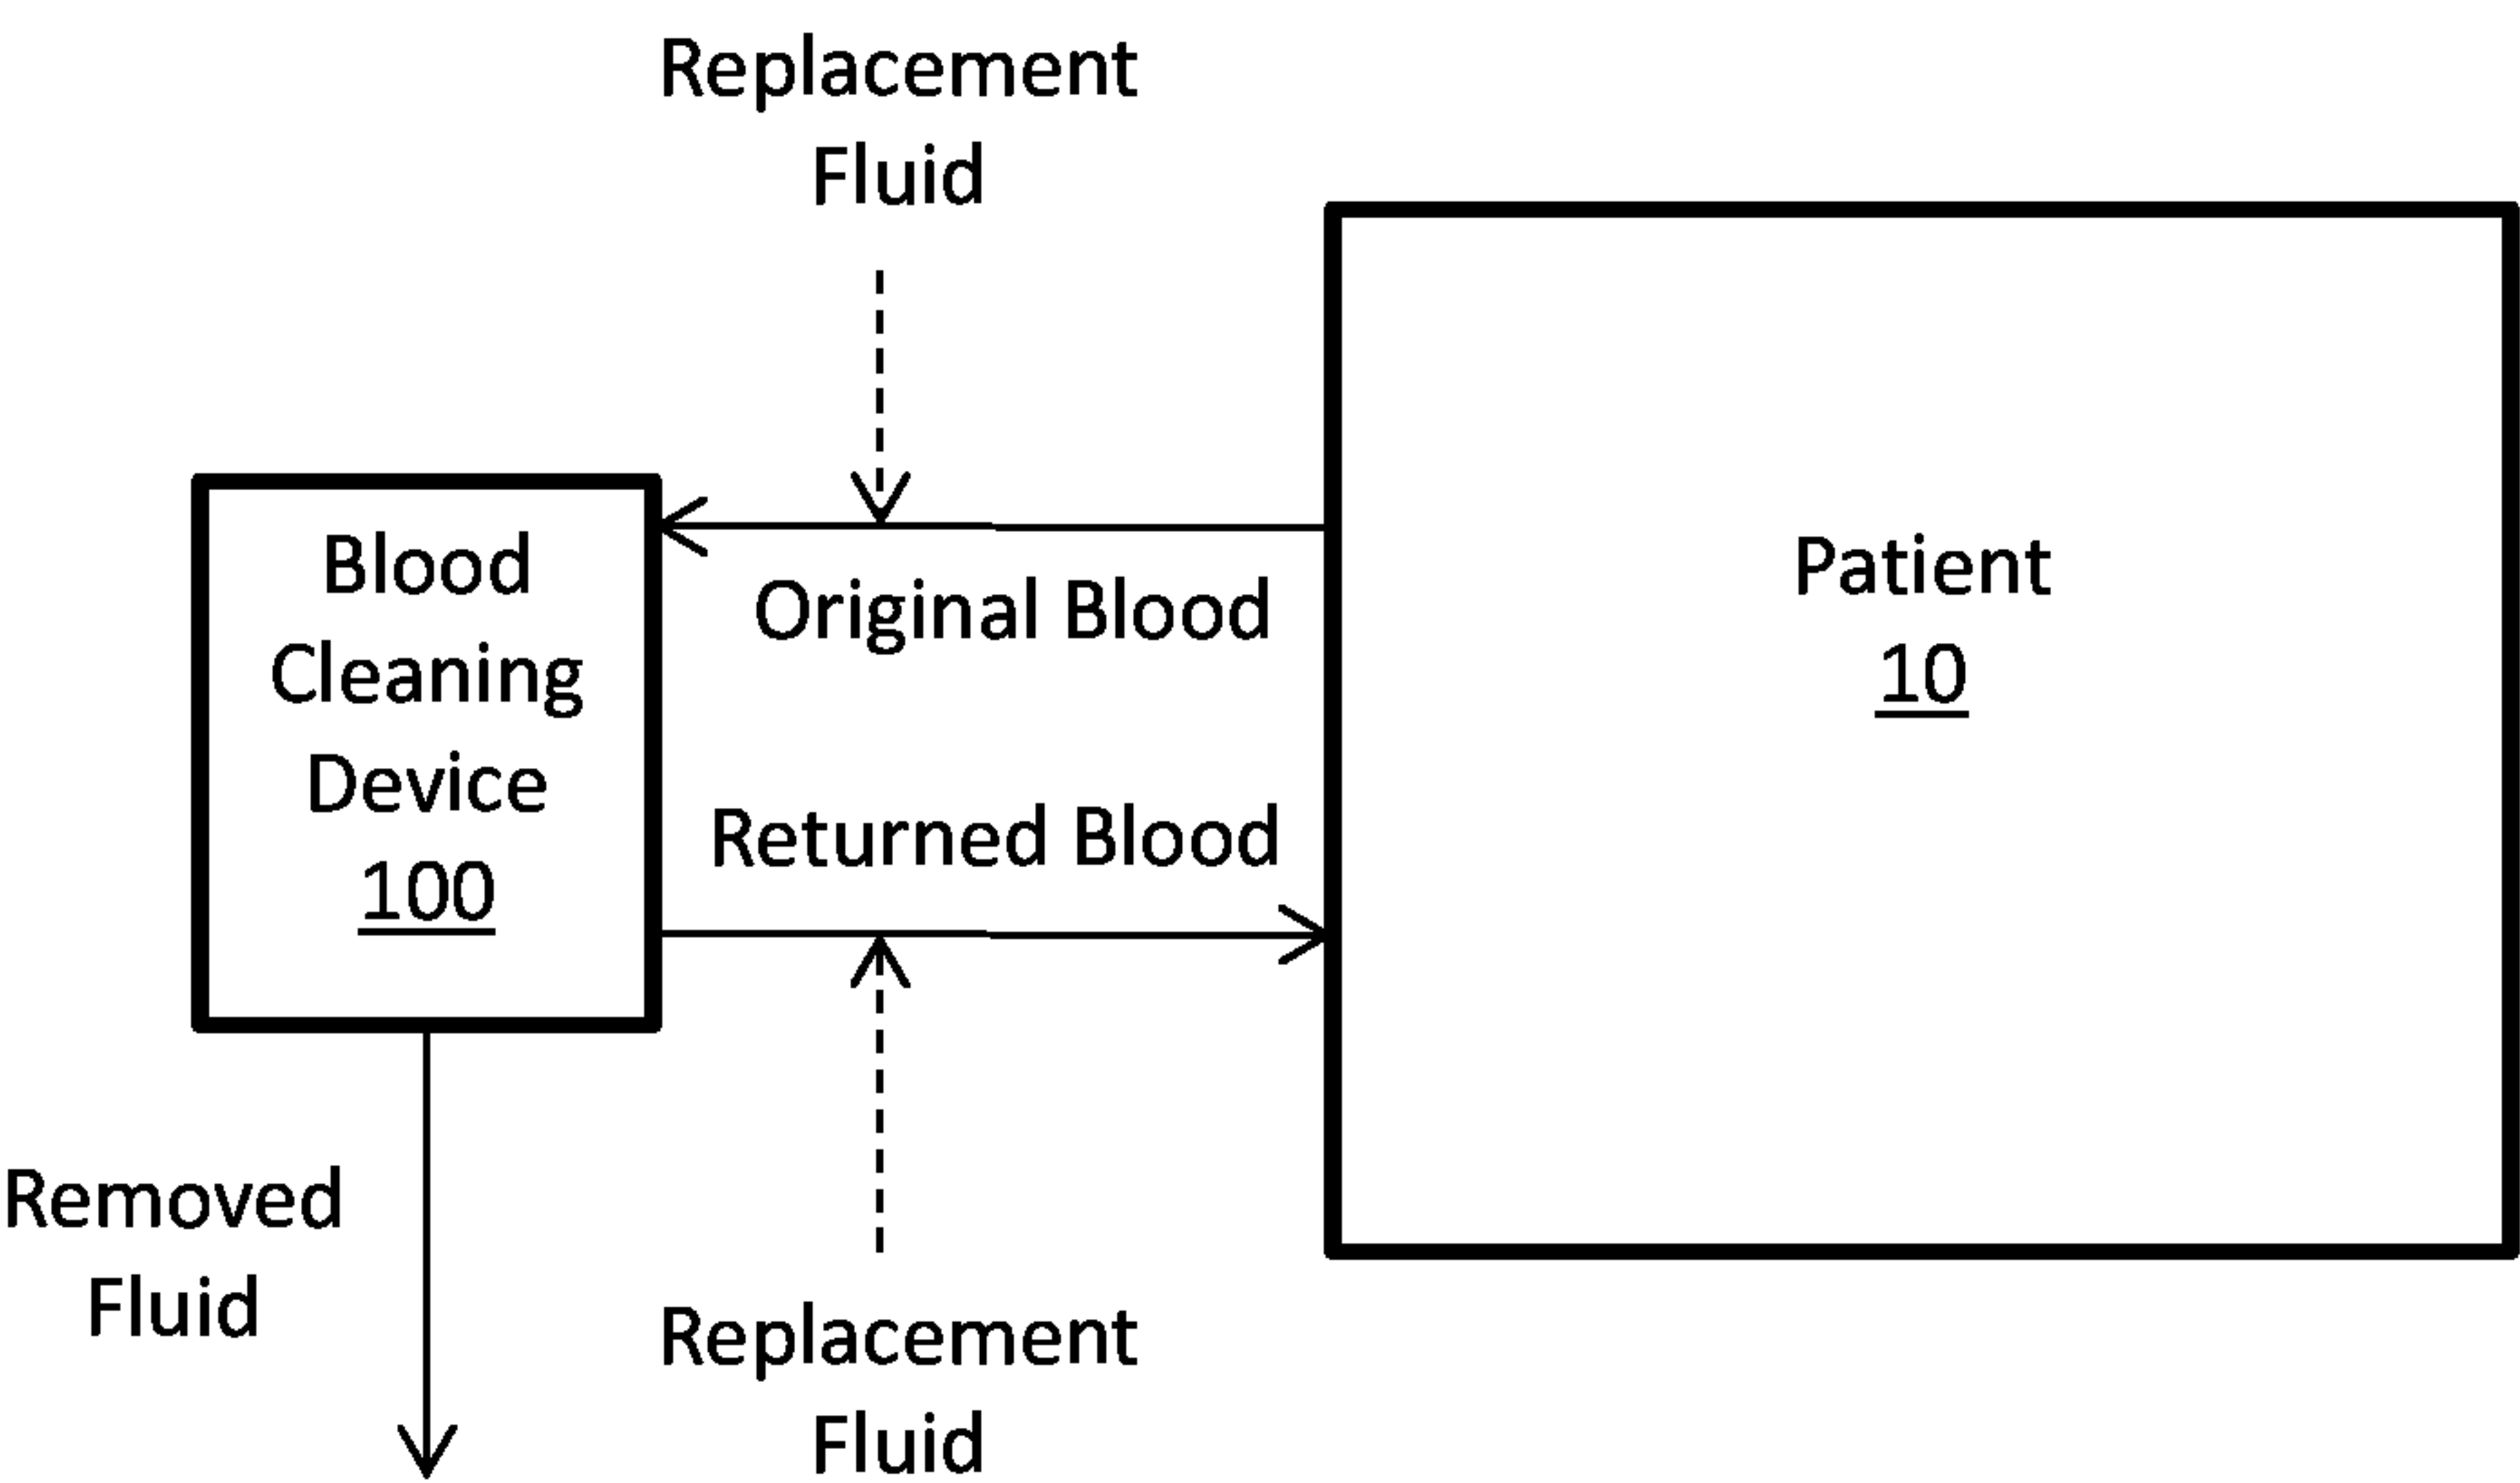 Replacement
Fluid
Blood
Cleaning
Device
100
Original Blood
Returned Blood
Patient
10
Removed
Fluid
Replacement
Fluid